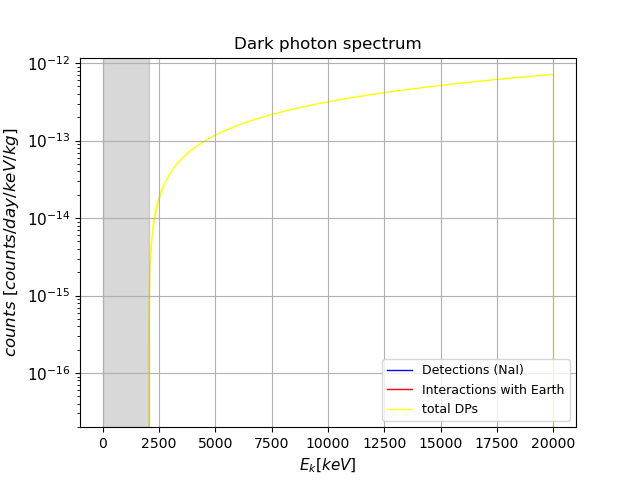 Dark photon spectrum
counts [counts/day/keV/kg]
10⁻¹²
10⁻¹³
10⁻¹⁴
10⁻¹⁵
10⁻¹⁶
Detections (NaI)
Interactions with Earth
total DPs
0 2500 5000 7500 10000 12500 15000 17500 20000
E_k[keV]